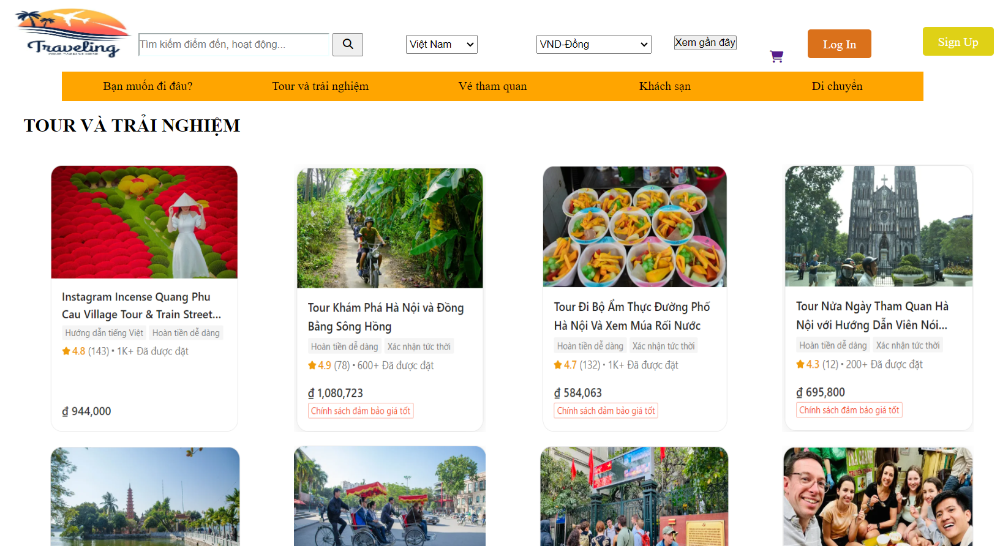 Traveling
Tìm kiếm điểm đến, hoạt động...
Việt Nam
VND-Đồng
Xem gần đây
Log In
Sign Up
Bạn muốn đi đâu?
Tour và trải nghiệm
Vé tham quan
Khách sạn
Di chuyển
TOUR VÀ TRẢI NGHIỆM
Instagram Incense Quang Phu
Cau Village Tour & Train Street...
Hướng dẫn tiếng Việt
Hoàn tiền dễ dàng
4.8 (143) • 1K+ Đã được đặt
₫ 944,000
Tour Khám Phá Hà Nội và Đồng
Bằng Sông Hồng
Hoàn tiền dễ dàng
Xác nhận tức thời
4.9 (78) • 600+ Đã được đặt
₫ 1,080,723
Chính sách đảm bảo giá tốt
Tour Đi Bộ Ẩm Thực Đường Phố
Hà Nội Và Xem Múa Rối Nước
Hoàn tiền dễ dàng
Xác nhận tức thời
4.7 (132) • 1K+ Đã được đặt
₫ 584,063
Chính sách đảm bảo giá tốt
Tour Nửa Ngày Tham Quan Hà
Nội với Hướng Dẫn Viên Nói...
Hoàn tiền dễ dàng
Xác nhận tức thời
4.3 (12) • 200+ Đã được đặt
₫ 695,800
Chính sách đảm bảo giá tốt